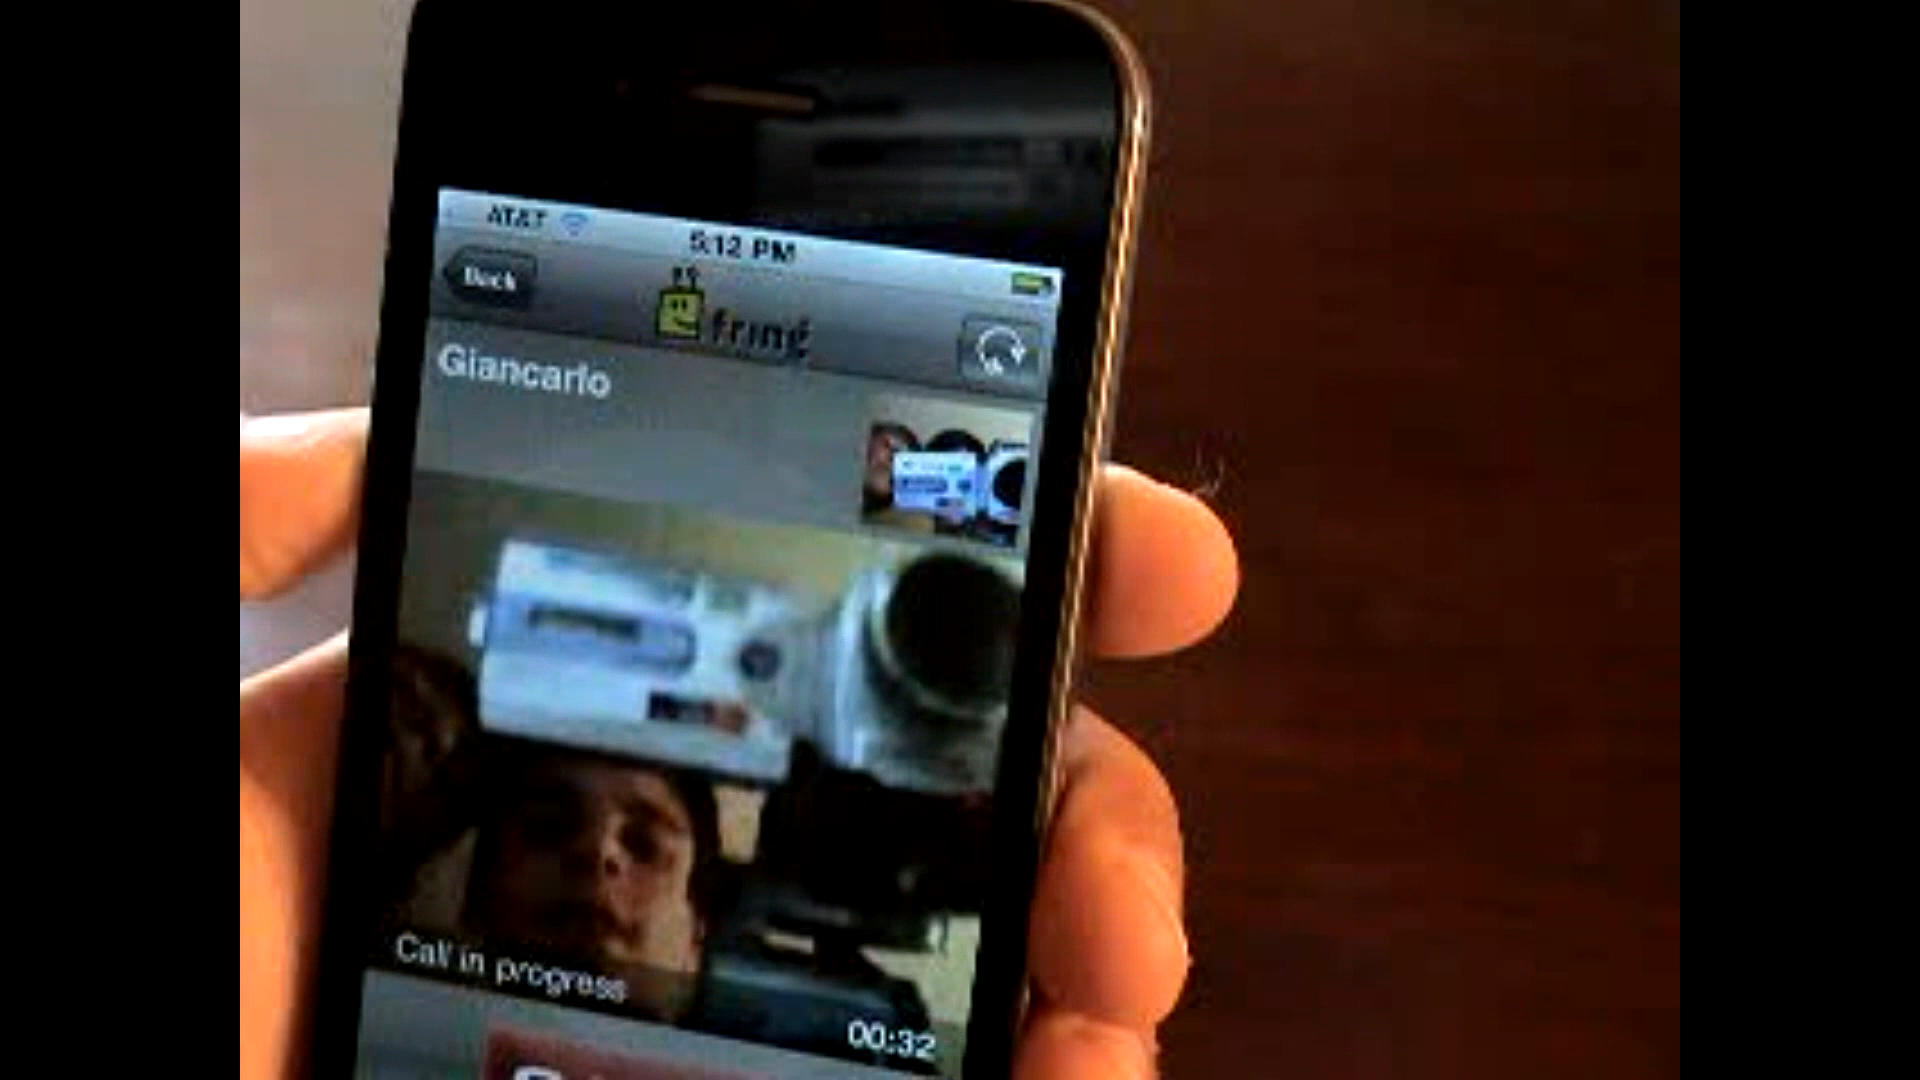 AT&T
5:12 PM
Back
fring
Giancarlo
Call in progress
00:32